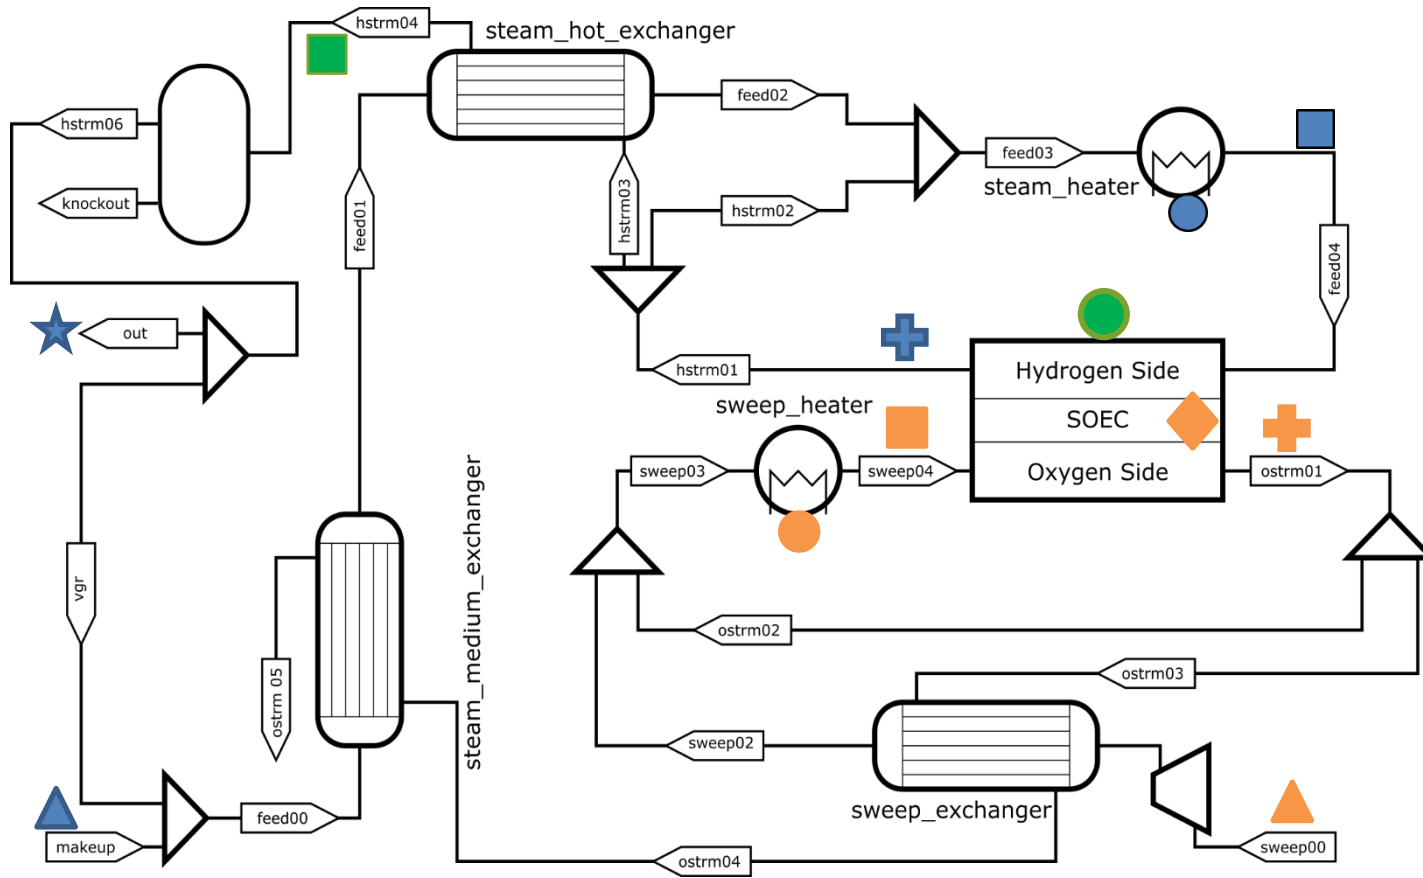 hstrm04
steam_hot_exchanger
hstrm06
feed02
feed03
steam_heater
knockout
feed01
hstrm03
hstrm02
feed04
out
hstrm01
Hydrogen Side
sweep_heater
SOEC
sweep03
sweep04
Oxygen Side
ostrm01
vgr
steam_medium_exchanger
ostrm02
ostrm 05
ostrm03
sweep02
sweep_exchanger
feed00
makeup
ostrm04
sweep00